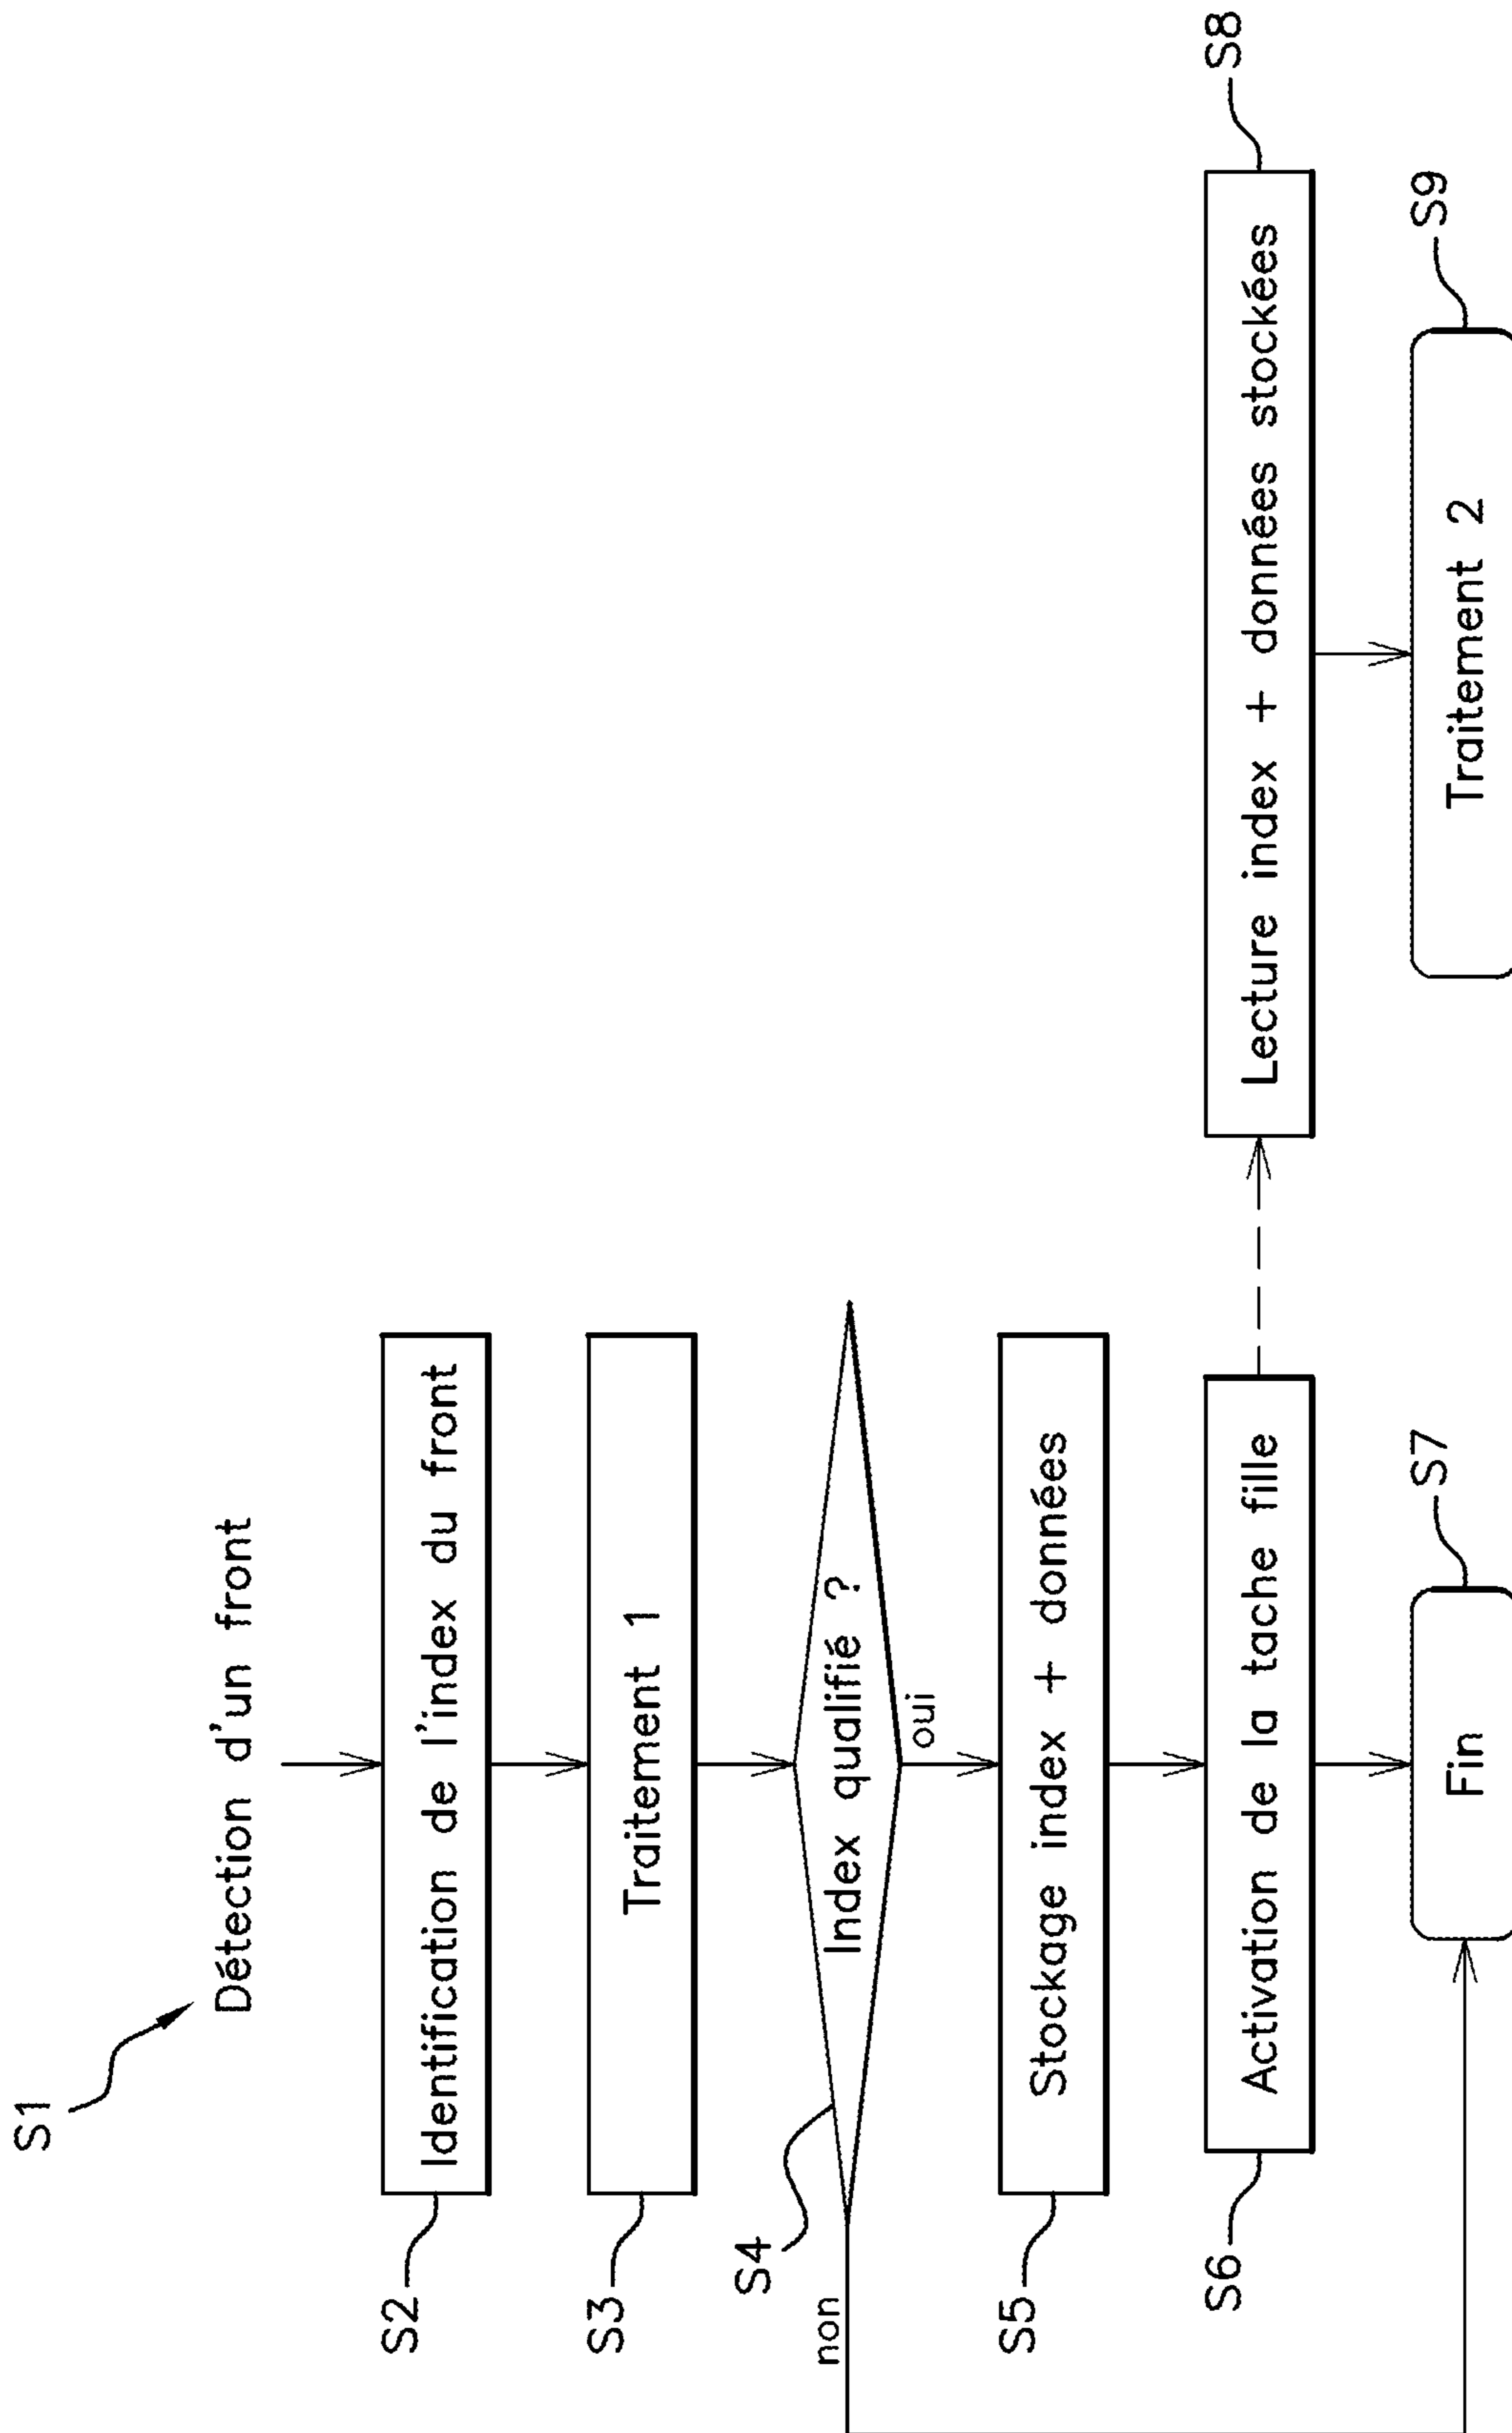 S1
Détection d'un front
S2
Identification de l'index du front
S3
Traitement 1
S4
Index qualifié ?
non
oui
S5
Stockage index + données
S6
Activation de la tache fille
S8
Lecture index + données stockées
S7
Fin
S9
Traitement 2